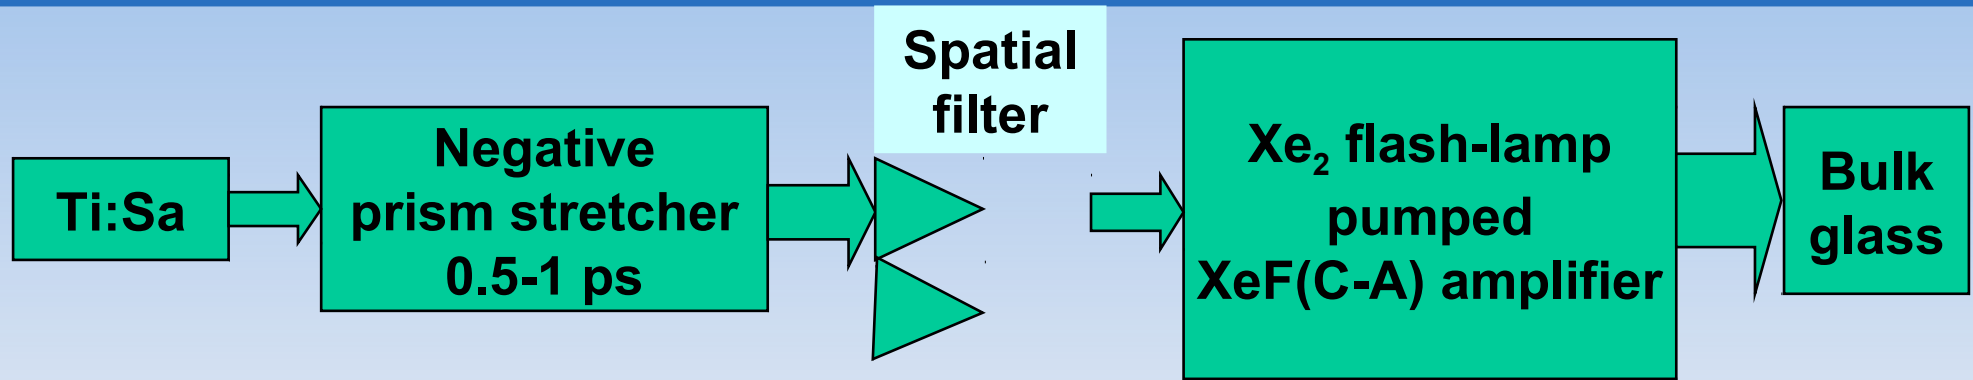 Ti:Sa
Negative
prism stretcher
0.5-1 ps
Spatial
filter
Xe₂ flash-lamp
pumped
XeF(C-A) amplifier
Bulk
glass